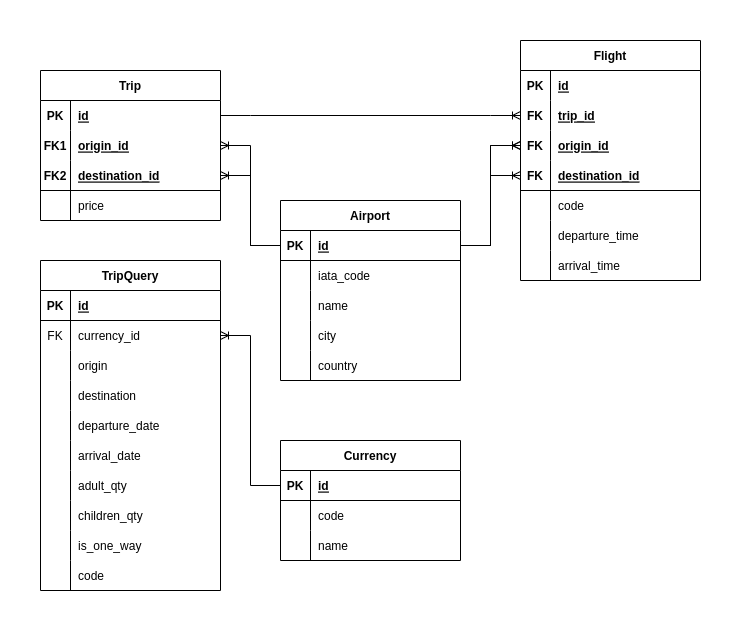 Trip
PK id
FK1 origin_id
FK2 destination_id
price
Flight
PK id
FK trip_id
FK origin_id
FK destination_id
code
departure_time
arrival_time
Airport
PK id
iata_code
name
city
country
TripQuery
PK id
FK currency_id
origin
destination
departure_date
arrival_date
adult_qty
children_qty
is_one_way
code
Currency
PK id
code
name